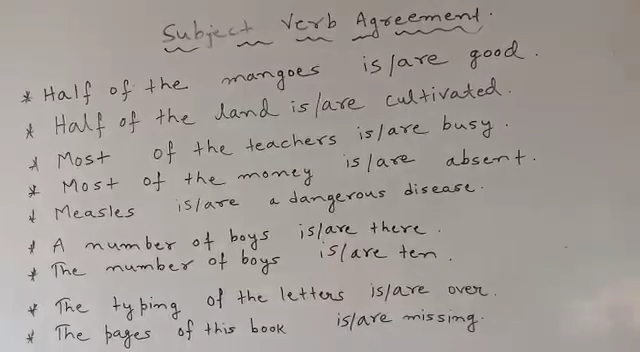 Subject Verb Agreement.
* Half of the mangoes is/are good.
* Half of the land is/are cultivated.
* Most of the teachers is/are busy.
* Most of the money is/are absent.
* Measles is/are a dangerous disease.
* A number of boys is/are there.
* The number of boys is/are ten.
* The typing of the letters is/are over.
* The pages of this book is/are missing.